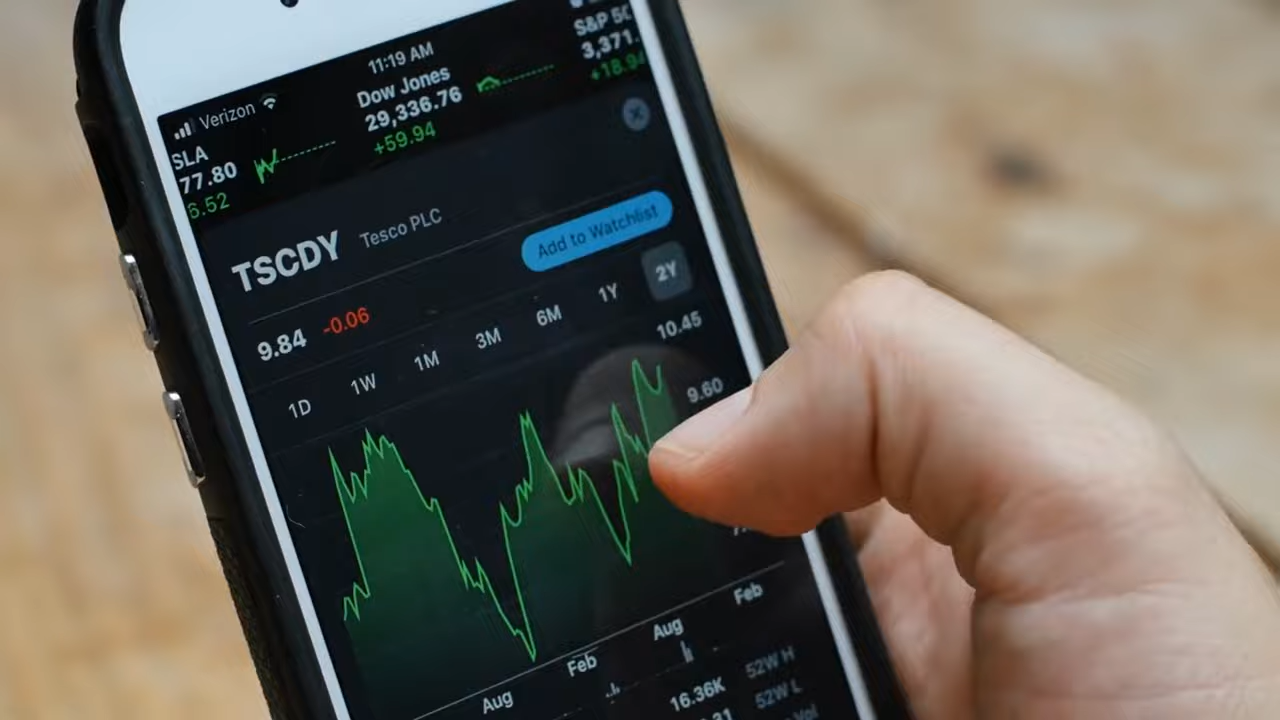 11:19 AM
Verizon
SLA
77.80
6.52
Dow Jones
29,336.76
+59.94
S&P 50
3,371.
+18.94
TSCDY Tesco PLC
Add to Watchlist
9.84 -0.06
1D 1W 1M 3M 6M 1Y 2Y
10.45
9.60
Aug Feb Aug Feb
16.36K
52W H
52W L
Vol